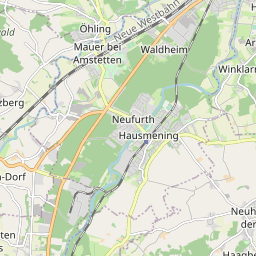 Öhling
Neue Westbahn
Mauer bei
Amstetten
Waldheim
Winklarn
Neufurth
Hausmening